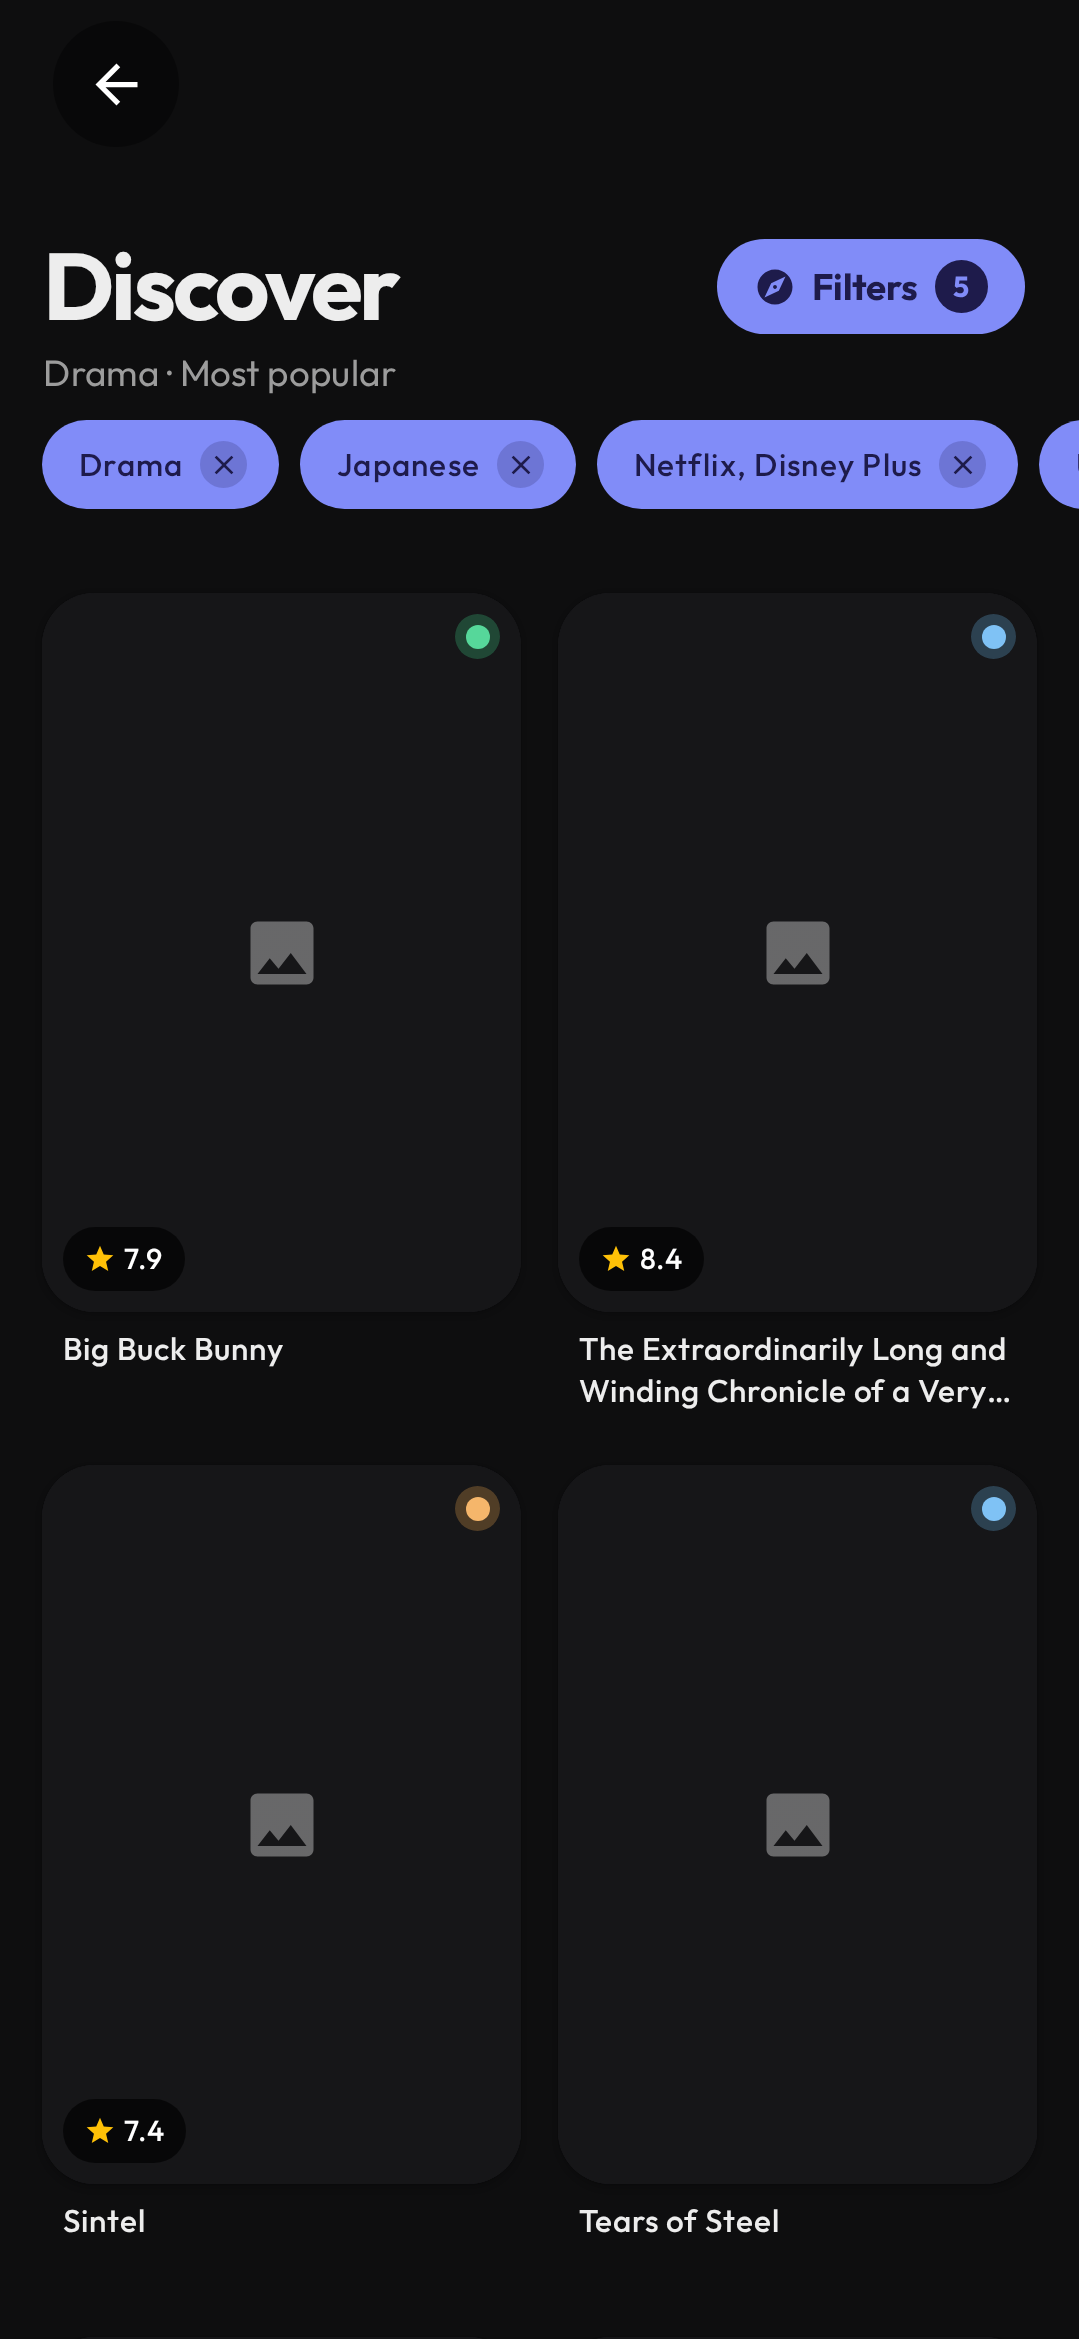 Discover
Filters 5
Drama · Most popular
Drama
Japanese
Netflix, Disney Plus
7.9
8.4
Big Buck Bunny
The Extraordinarily Long and
Winding Chronicle of a Very...
7.4
Sintel
Tears of Steel